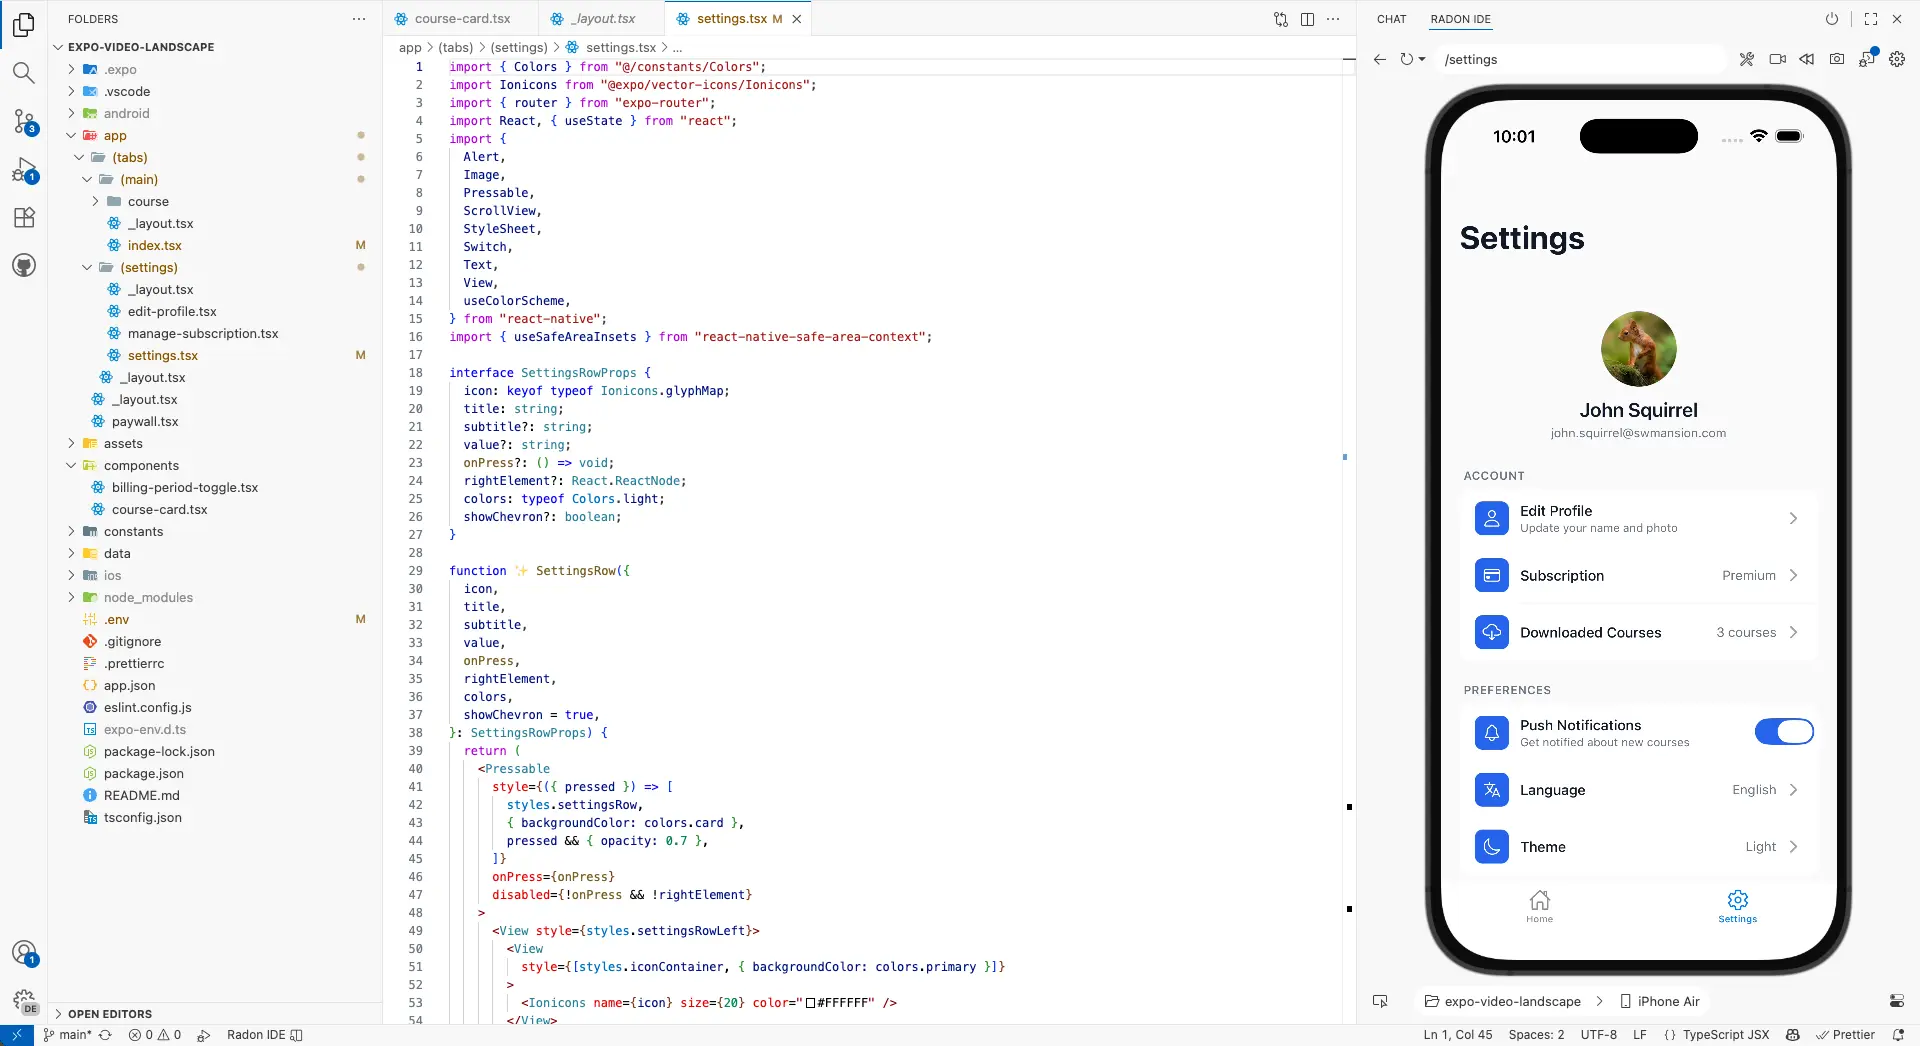 FOLDERS
EXPO-VIDEO-LANDSCAPE
.expo
.vscode
android
app
(tabs)
(main)
course
_layout.tsx
index.tsx M
(settings)
_layout.tsx
edit-profile.tsx
manage-subscription.tsx
settings.tsx M
_layout.tsx
_layout.tsx
paywall.tsx
assets
components
billing-period-toggle.tsx
course-card.tsx
constants
data
ios
node_modules
.env M
.gitignore
.prettierrc
app.json
eslint.config.js
expo-env.d.ts
package-lock.json
package.json
README.md
tsconfig.json
OPEN EDITORS
3
1
1
DE
course-card.tsx _layout.tsx settings.tsx M
app > (tabs) > (settings) > settings.tsx > ...
1 import { Colors } from "@/constants/Colors";
2 import Ionicons from "@expo/vector-icons/Ionicons";
3 import { router } from "expo-router";
4 import React, { useState } from "react";
5 import {
6 Alert,
7 Image,
8 Pressable,
9 ScrollView,
10 StyleSheet,
11 Switch,
12 Text,
13 View,
14 useColorScheme,
15 } from "react-native";
16 import { useSafeAreaInsets } from "react-native-safe-area-context";
17
18 interface SettingsRowProps {
19 icon: keyof typeof Ionicons.glyphMap;
20 title: string;
21 subtitle?: string;
22 value?: string;
23 onPress?: () => void;
24 rightElement?: React.ReactNode;
25 colors: typeof Colors.light;
26 showChevron?: boolean;
27 }
28
29 function ✨ SettingsRow({
30 icon,
31 title,
32 subtitle,
33 value,
34 onPress,
35 rightElement,
36 colors,
37 showChevron = true,
38 }: SettingsRowProps) {
39 return (
40 <Pressable
41 style={({ pressed }) => [
42 styles.settingsRow,
43 { backgroundColor: colors.card },
44 pressed && { opacity: 0.7 },
45 ]}
46 onPress={onPress}
47 disabled={!onPress && !rightElement}
48 >
49 <View style={styles.settingsRowLeft}>
50 <View
51 style={[styles.iconContainer, { backgroundColor: colors.primary }]}
52 >
53 <Ionicons name={icon} size={20} color="#FFFFFF" />
54 </View>
CHAT RADON IDE
/settings
10:01
Settings
John Squirrel
john.squirrel@swmansion.com
ACCOUNT
Edit Profile
Update your name and photo
Subscription Premium
Downloaded Courses 3 courses
PREFERENCES
Push Notifications
Get notified about new courses
Language English
Theme Light
Home Settings
expo-video-landscape > iPhone Air
main* 0 0 Radon IDE
Ln 1, Col 45 Spaces: 2 UTF-8 LF {} TypeScript JSX Prettier